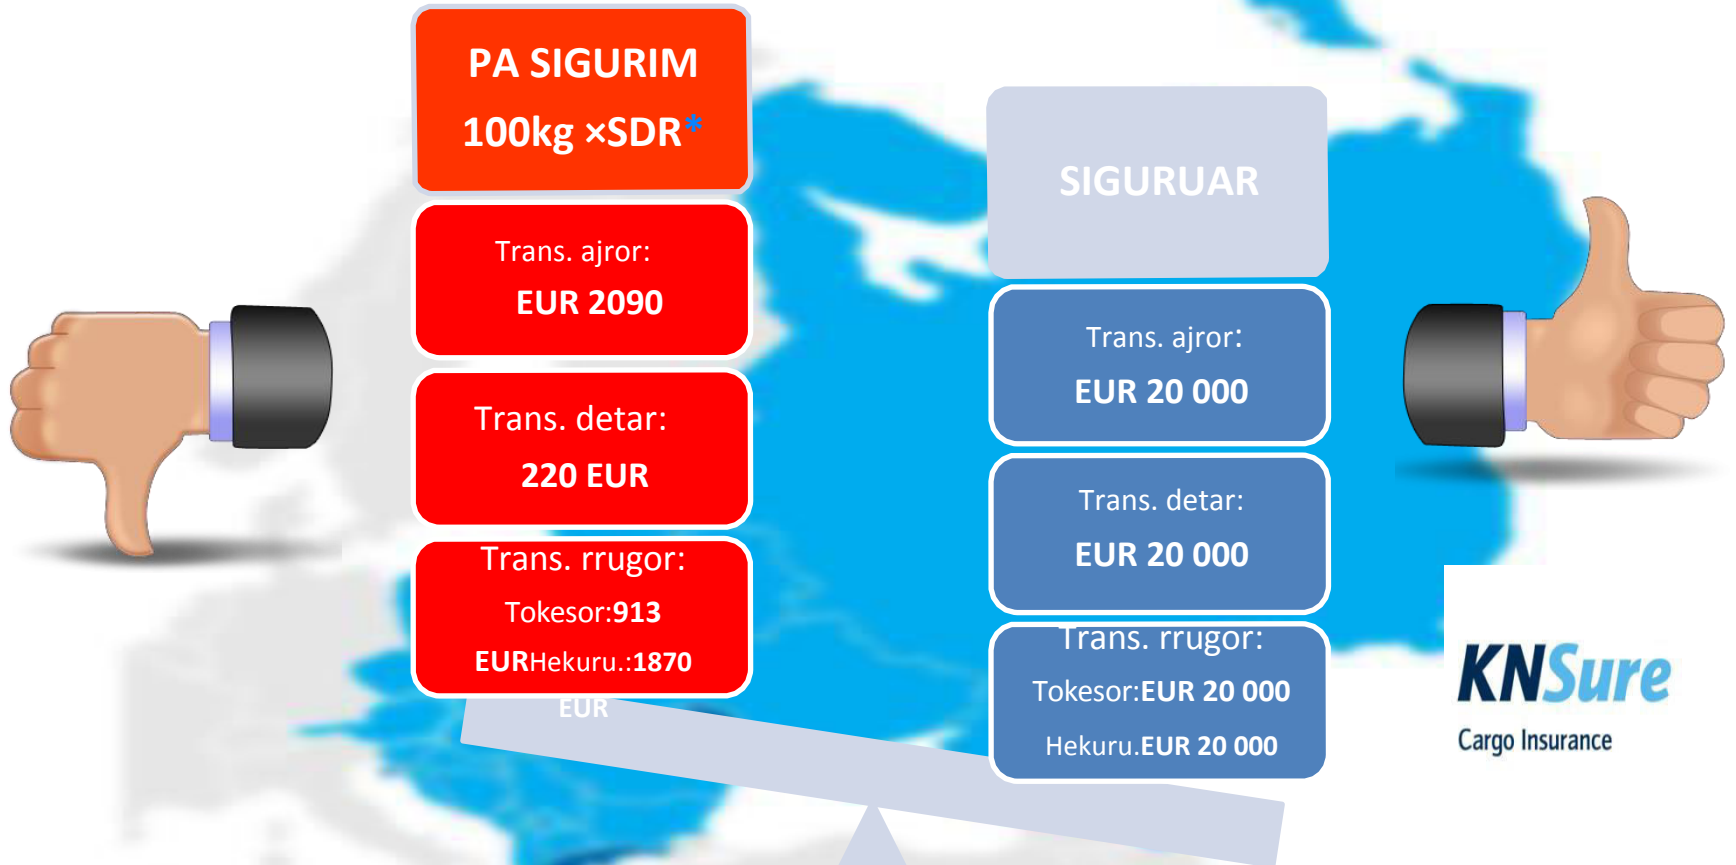 PA SIGURIM
100kg ×SDR*
Trans. ajror:
EUR 2090
Trans. detar:
220 EUR
Trans. rrugor:
Tokesor:913
EURHekuru.:1870
EUR
SIGURUAR
Trans. ajror:
EUR 20 000
Trans. detar:
EUR 20 000
Trans. rrugor:
Tokesor:EUR 20 000
Hekuru.EUR 20 000
KNSure
Cargo Insurance